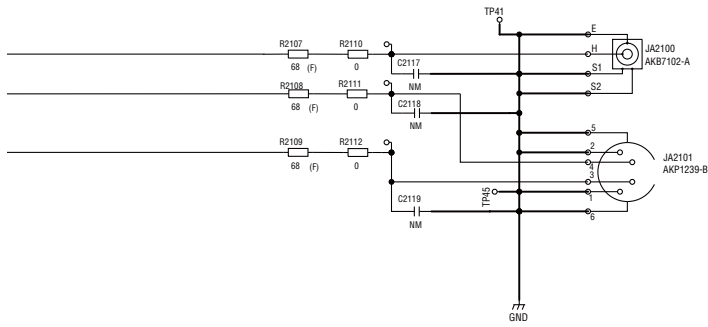 TP41
E
R2107
R2110
H
JA2100
C2117
AKB7102-A
68 (F)
0
S1
NM
R2108
R2111
S2
C2118
68 (F)
0
NM
5
R2109
R2112
2
4
JA2101
3
AKP1239-B
68 (F)
0
TP45
1
C2119
6
NM
GND